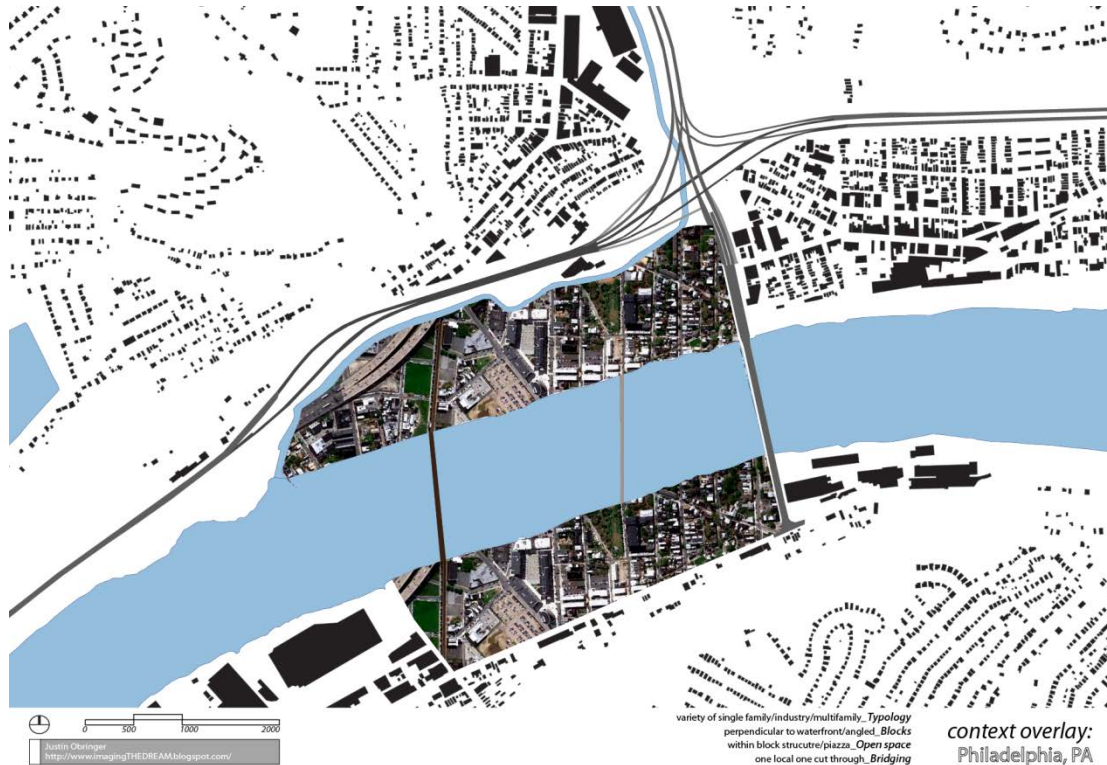 0
500
1000
2000
Justin Obringer
http://www.imagingTHEDREAM.blogspot.com/
variety of single family/industry/multifamily_Typology
perpendicular to waterfront/angled_Blocks
within block strucutre/piazza_Open space
one local one cut through_Bridging
context overlay:
Philadelphia, PA